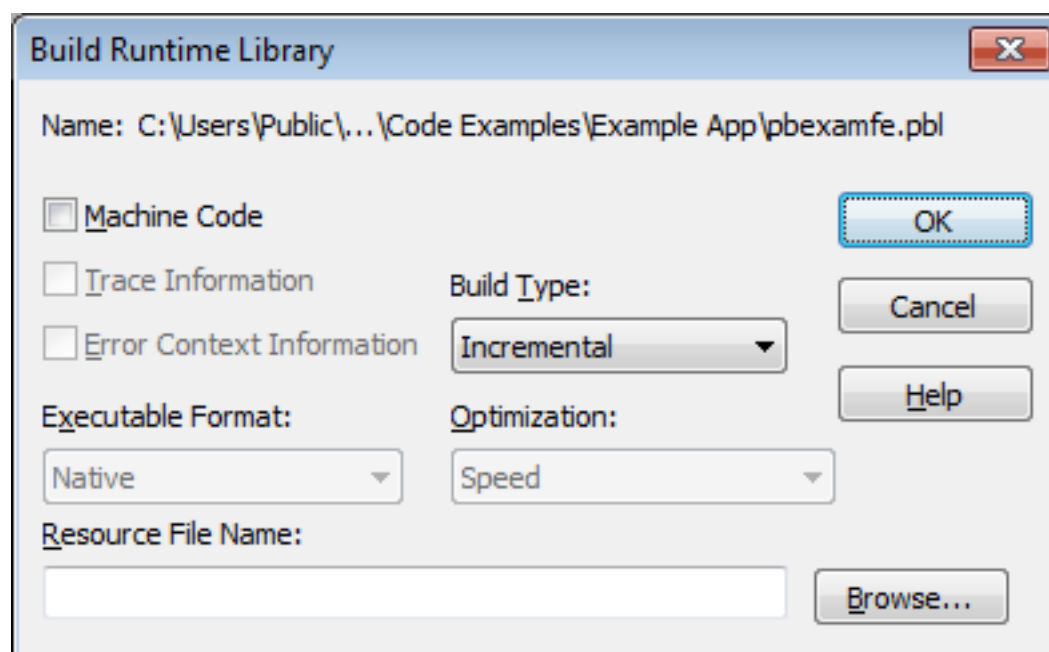 Build Runtime Library
Name: C:\Users\Public\...\Code Examples\Example App\pbexamfe.pbl
Machine Code
OK
Trace Information
Build Type:
Cancel
Error Context Information
Incremental
Help
Executable Format:
Optimization:
Native
Speed
Resource File Name:
Browse...